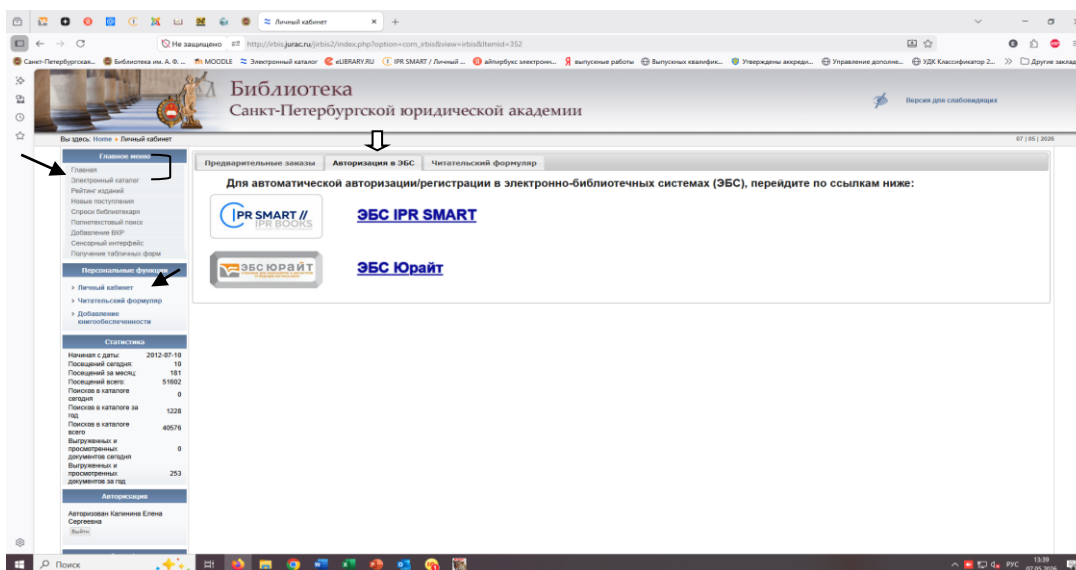 Личный кабинет
Не защищено
http://irbis.jurac.ru/jirbis2/index.php?option=com_irbis&view=irbis&Itemid=352
Санкт-Петербургская...
Библиотека им. А. Ф. ...
MOODLE
Электронный каталог
eLIBRARY.RU
IPR SMART / Личный ...
айпирбукс электронн...
выпускные работы
Выпускных квалифик...
Утверждены аккреди...
Управление дополне...
УДК Классификатор 2...
Другие заклад
Библиотека
Санкт-Петербургской юридической академии
Версия для слабовидящих
Вы здесь: Home Личный кабинет
07 | 05 | 2026
Главное меню
Главная
Электронный каталог
Рейтинг изданий
Новые поступления
Спроси библиотекаря
Полнотекстовый поиск
Добавление ВКР
Сенсорный интерфейс
Получение табличных форм
Персональные функции
Личный кабинет
Читательский формуляр
Добавление
книгообеспеченности
Статистика
Начиная с даты: 2012-07-10
Посещений сегодня: 10
Посещений за месяц: 181
Посещений всего: 51602
Поисков в каталоге
сегодня 0
Поисков в каталоге за
год 1228
Поисков в каталоге
всего 40576
Выгруженных и
просмотренных
документов сегодня 0
Выгруженных и
просмотренных
документов за год 253
Авторизация
Авторизован Калинина Елена
Сергеевна
Выйти
Предварительные заказы
Авторизация в ЭБС
Читательский формуляр
Для автоматической авторизации/регистрации в электронно-библиотечных системах (ЭБС), перейдите по ссылкам ниже:
IPR SMART //
IPR BOOKS
ЭБС IPR SMART
ЭБС ЮРАЙТ
ЭБС Юрайт
Поиск
РУС
13:39
07.05.2026